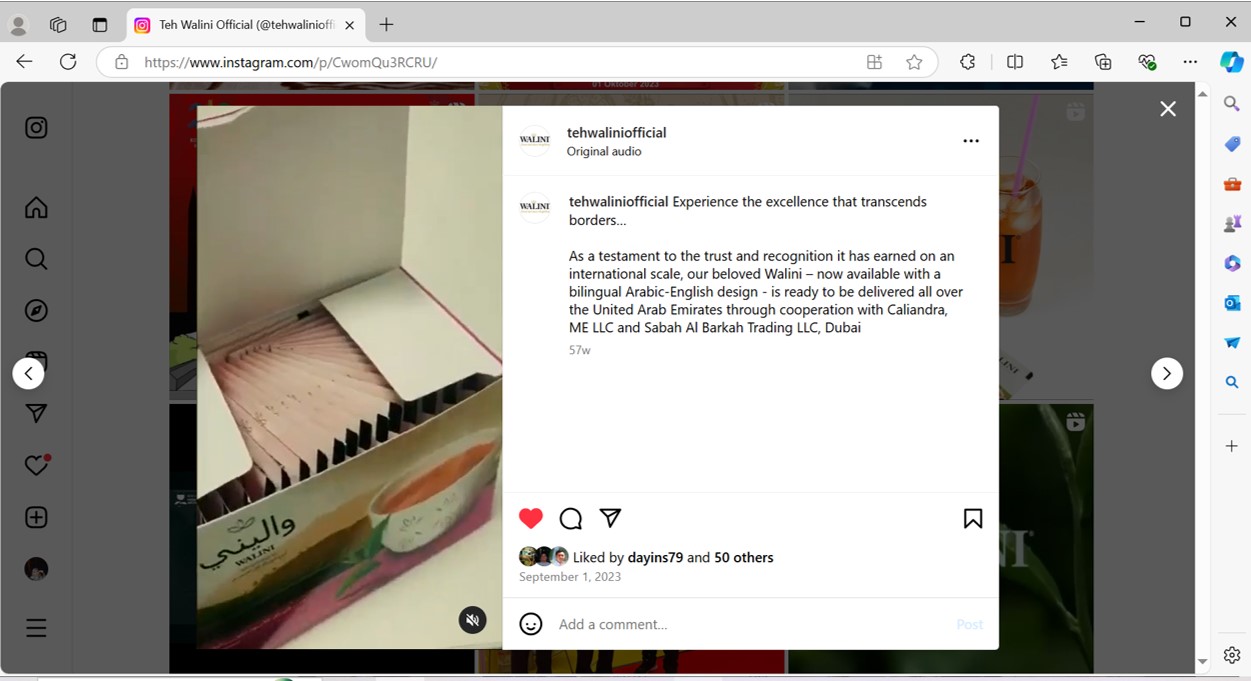 Teh Walini Official (@tehwalinioffi
https://www.instagram.com/p/CwomQu3RCRU/
01 Oktober 2023
WALINI
tehwaliniofficial
Original audio
WALINI
tehwaliniofficial Experience the excellence that transcends
borders...
As a testament to the trust and recognition it has earned on an
international scale, our beloved Walini – now available with a
bilingual Arabic-English design - is ready to be delivered all over
the United Arab Emirates through cooperation with Caliandra,
ME LLC and Sabah Al Barkah Trading LLC, Dubai
57w
واليني
WALINI
Liked by dayins79 and 50 others
September 1, 2023
Add a comment...
Post